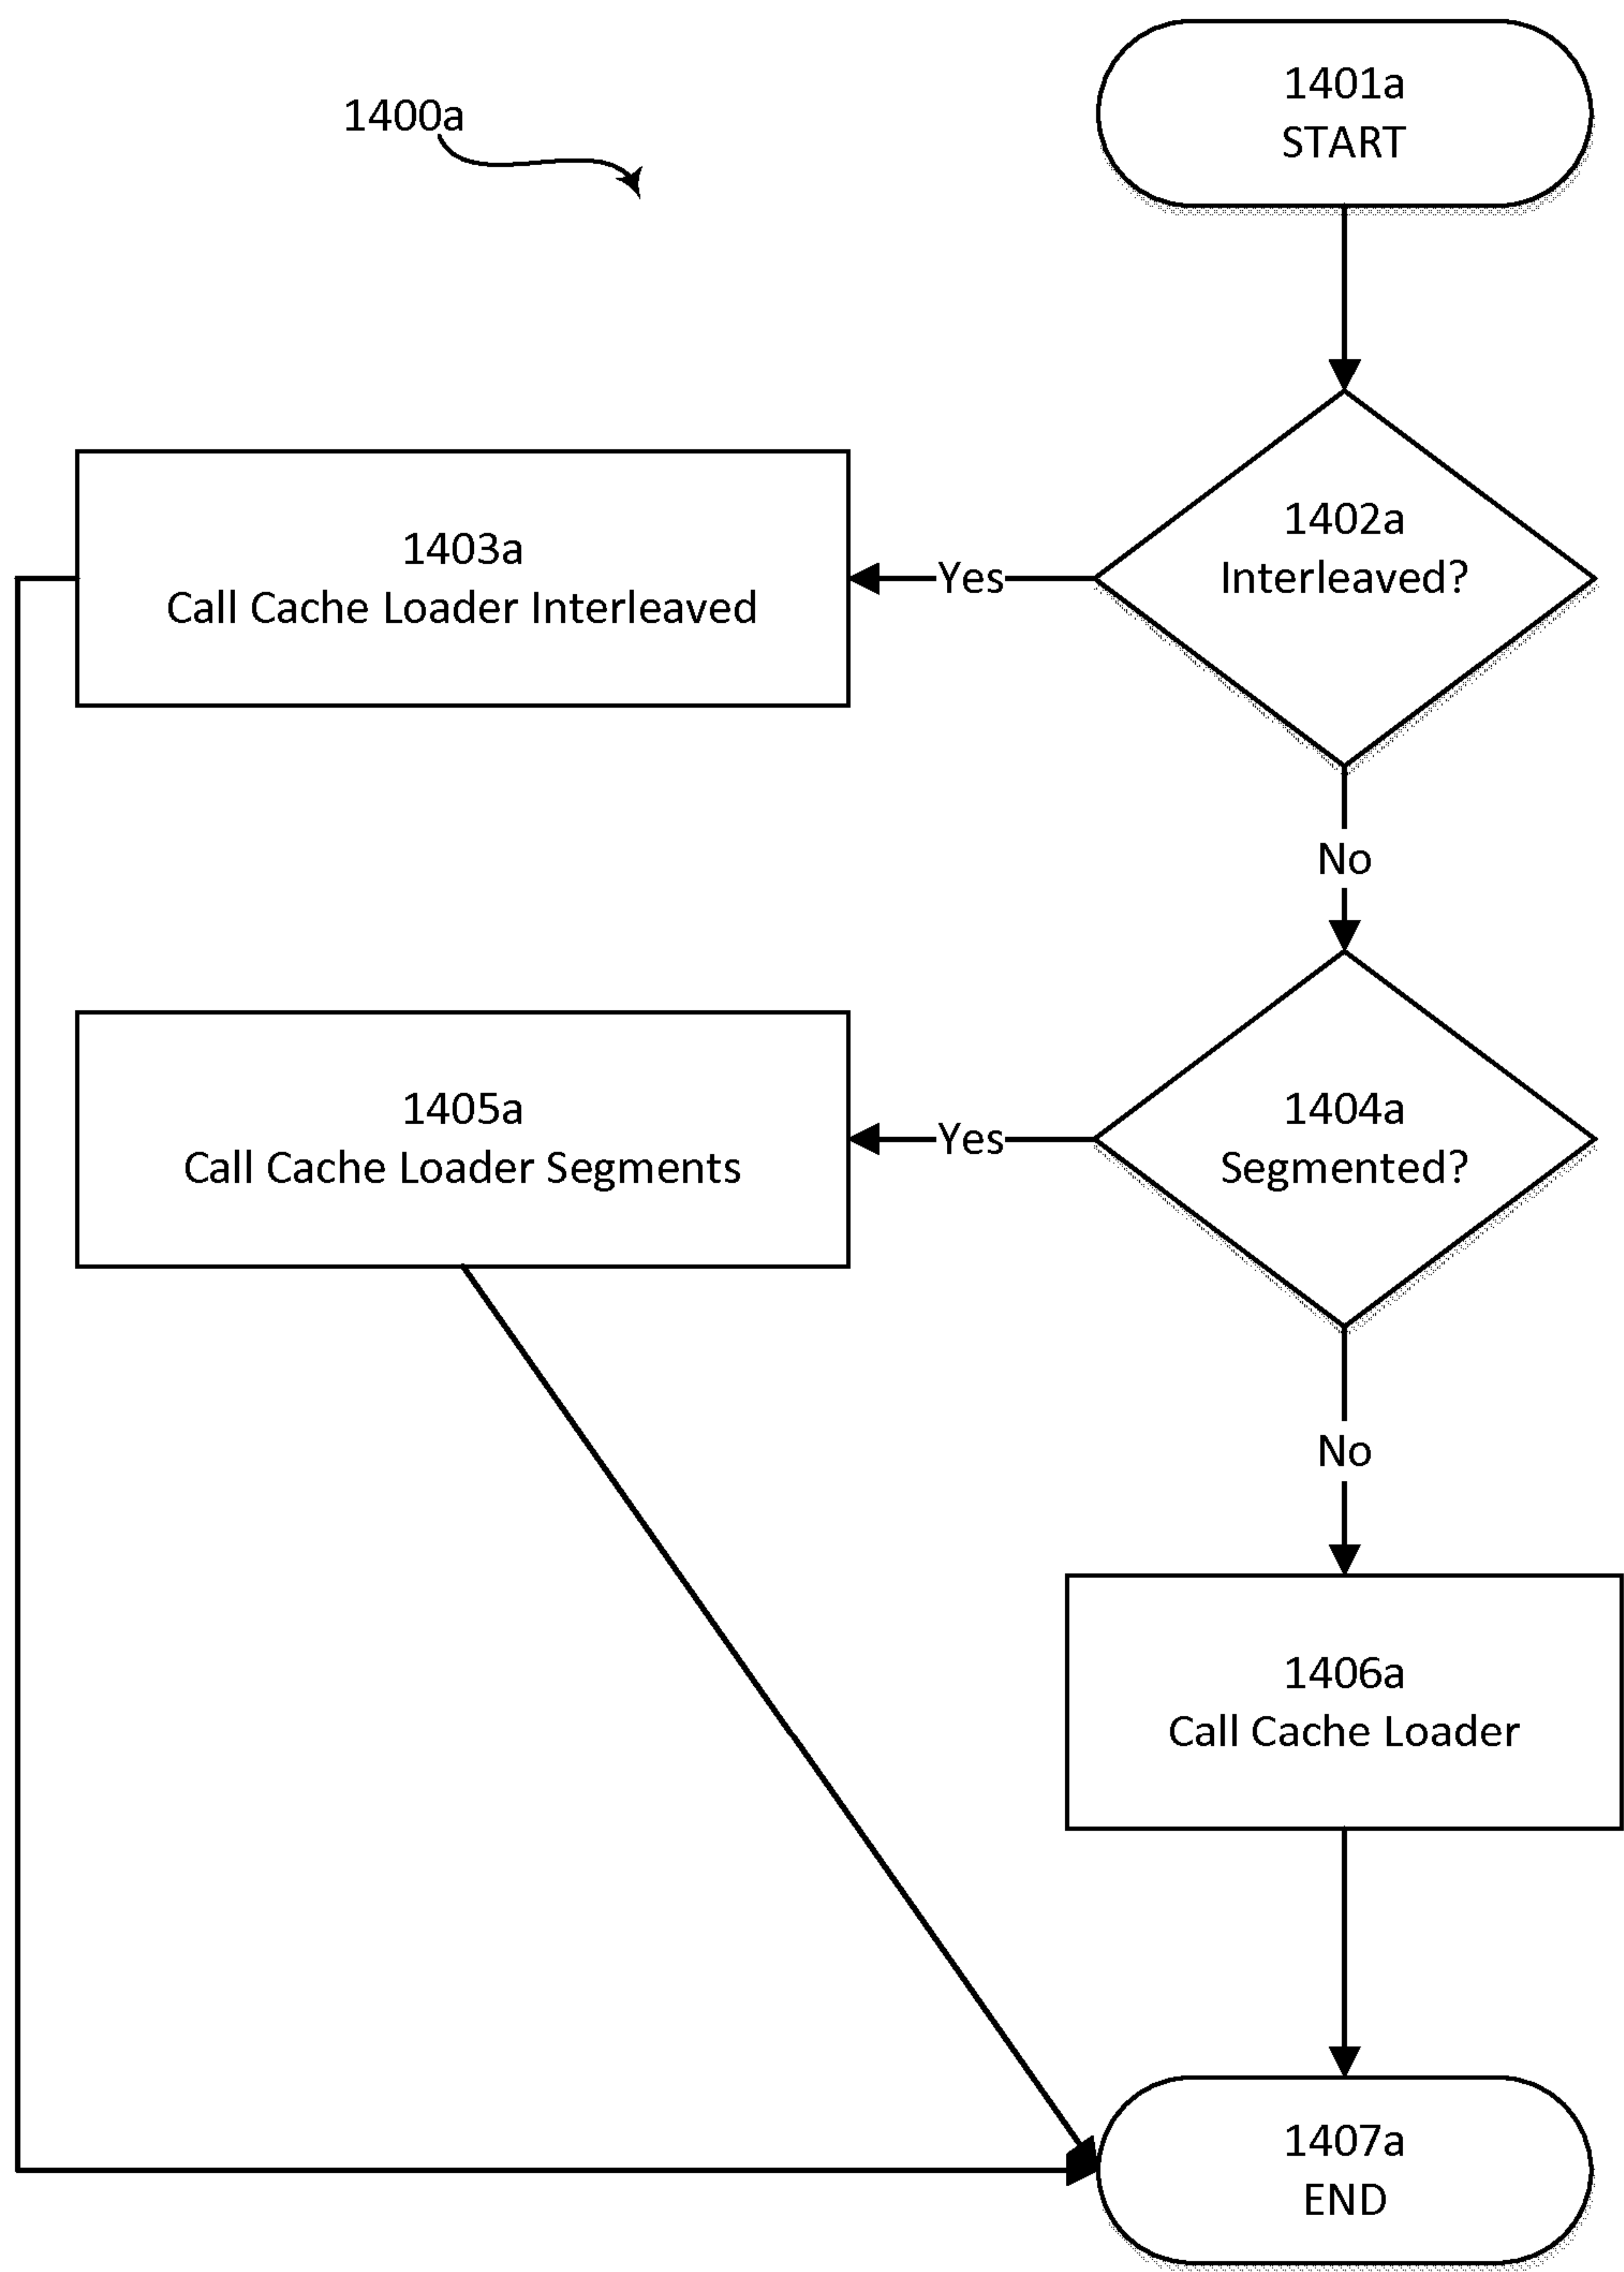 1400a
1401a
START
1402a
Interleaved?
Yes
1403a
Call Cache Loader Interleaved
No
1404a
Segmented?
Yes
1405a
Call Cache Loader Segments
No
1406a
Call Cache Loader
1407a
END